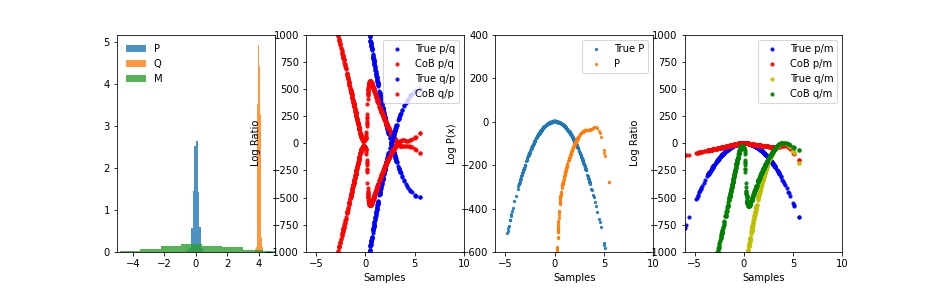 5
4
3
2
1
0
−4
−2
0
2
4
P
Q
M
Log Ratio
1000
750
500
250
0
−250
−500
−750
1000
−5
0
5
10
Samples
True p/q
CoB p/q
True q/p
CoB q/p
Log P(x)
400
200
0
−200
−400
−600
−5
0
5
10
Samples
True P
P
Log Ratio
1000
750
500
250
0
−250
−500
−750
1000
−5
0
5
10
Samples
True p/m
CoB p/m
True q/m
CoB q/m